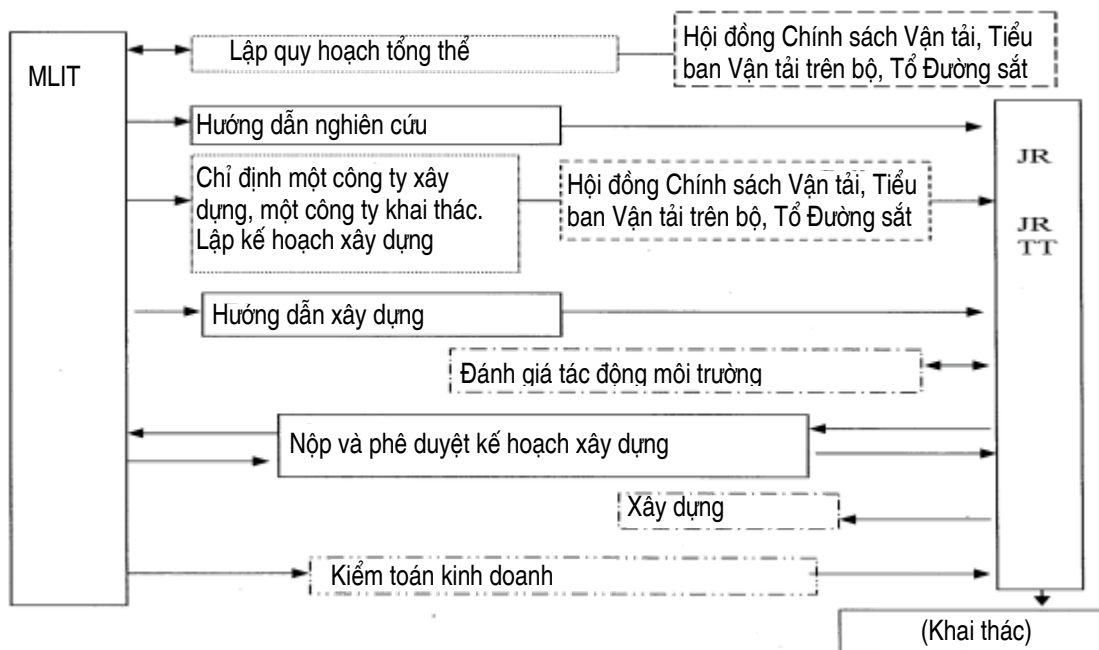 MLIT
Lập quy hoạch tổng thể
Hội đồng Chính sách Vận tải, Tiểu
ban Vận tải trên bộ, Tổ Đường sắt
Hướng dẫn nghiên cứu
JR
JR
TT
Chỉ định một công ty xây
dựng, một công ty khai thác.
Lập kế hoạch xây dựng
Hội đồng Chính sách Vận tải, Tiểu
ban Vận tải trên bộ, Tổ Đường sắt
Hướng dẫn xây dựng
Đánh giá tác động môi trường
Nộp và phê duyệt kế hoạch xây dựng
Xây dựng
Kiểm toán kinh doanh
(Khai thác)